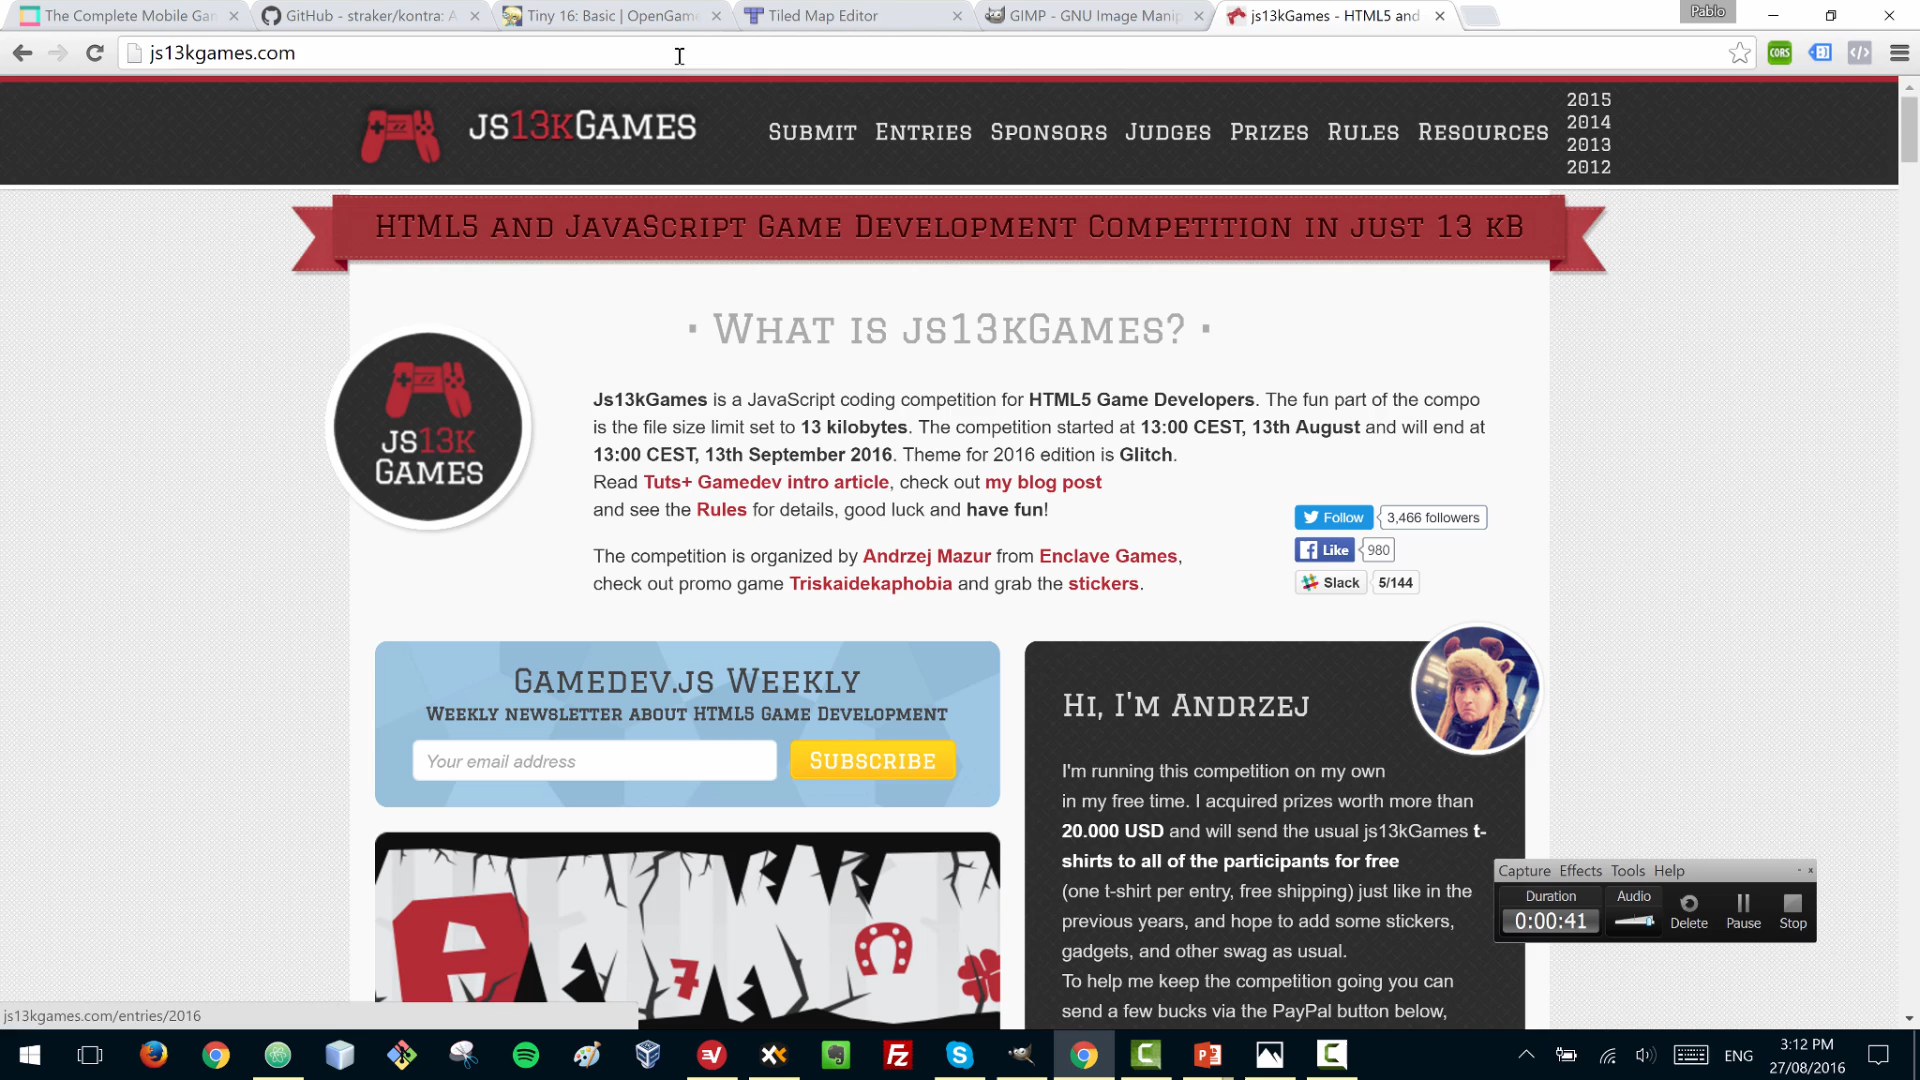 The Complete Mobile Gam
GitHub - straker/kontra: A
Tiny 16: Basic | OpenGame
Tiled Map Editor
GIMP - GNU Image Manip
js13kGames - HTML5 and
Pablo
js13kgames.com
CORS
JS13KGAMES
SUBMIT ENTRIES SPONSORS JUDGES PRIZES RULES RESOURCES
2015
2014
2013
2012
HTML5 AND JAVASCRIPT GAME DEVELOPMENT COMPETITION IN JUST 13 KB
· WHAT IS JS13KGAMES? ·
JS13K
GAMES
Js13kGames is a JavaScript coding competition for HTML5 Game Developers. The fun part of the compo
is the file size limit set to 13 kilobytes. The competition started at 13:00 CEST, 13th August and will end at
13:00 CEST, 13th September 2016. Theme for 2016 edition is Glitch.
Read Tuts+ Gamedev intro article, check out my blog post
and see the Rules for details, good luck and have fun!
Follow 3,466 followers
Like 980
Slack 5/144
The competition is organized by Andrzej Mazur from Enclave Games,
check out promo game Triskaidekaphobia and grab the stickers.
GAMEDEV.JS WEEKLY
WEEKLY NEWSLETTER ABOUT HTML5 GAME DEVELOPMENT
Your email address
SUBSCRIBE
7
HI, I'M ANDRZEJ
I'm running this competition on my own
in my free time. I acquired prizes worth more than
20.000 USD and will send the usual js13kGames t-
shirts to all of the participants for free
(one t-shirt per entry, free shipping) just like in the
previous years, and hope to add some stickers,
gadgets, and other swag as usual.
To help me keep the competition going you can
send a few bucks via the PayPal button below,
Capture Effects Tools Help
Duration
0:00:41
Audio
Delete
Pause
Stop
js13kgames.com/entries/2016
ENG
3:12 PM
27/08/2016